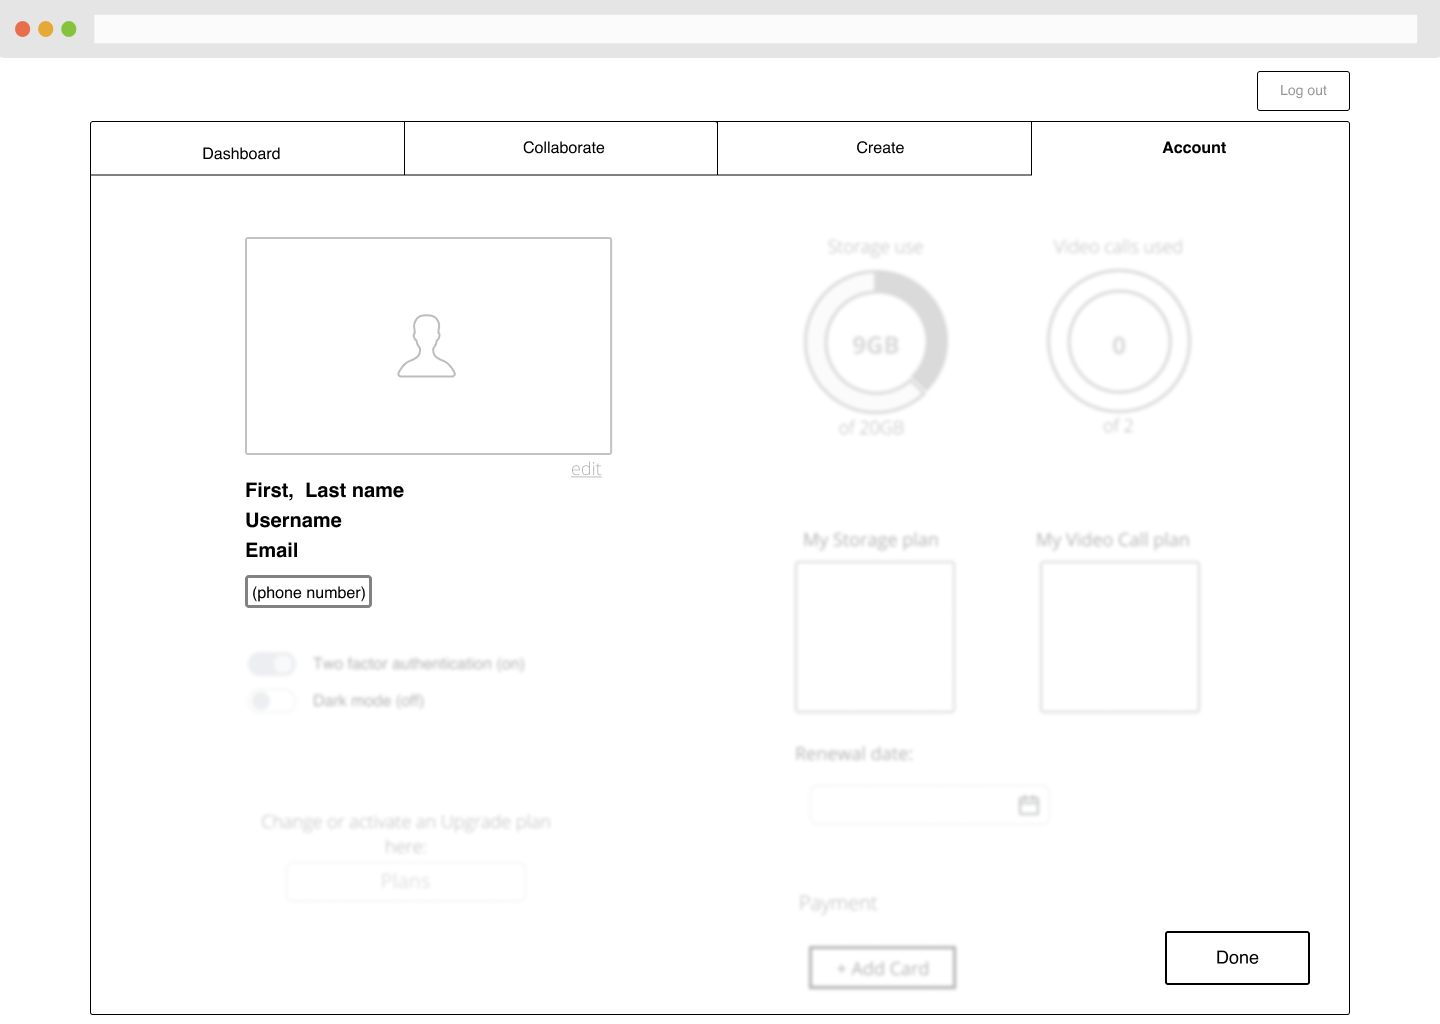 Log out
Dashboard
Collaborate
Create
Account
edit
First,  Last name
Username
Email
(phone number)
Two factor authentication (on)
Dark mode (off)
Change or activate an Upgrade plan
here:
Plans
Storage use
9GB
of 20GB
Video calls used
0
of 2
My Storage plan
My Video Call plan
Renewal date:
Payment
+ Add Card
Done